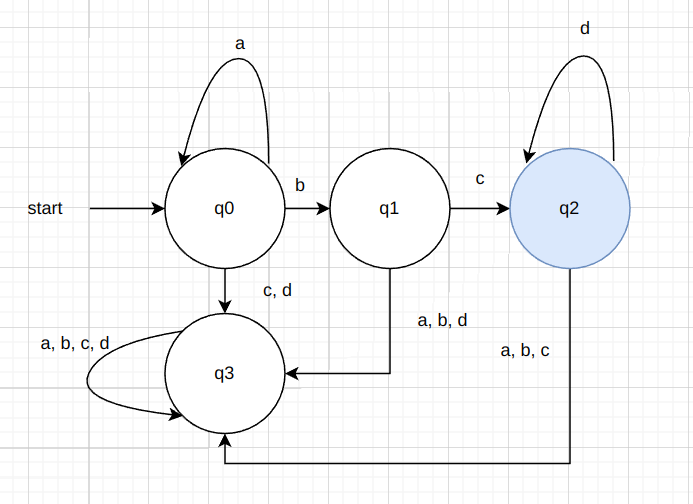 a
d
b
c
start
q0
q1
q2
c, d
a, b, d
a, b, c, d
a, b, c
q3